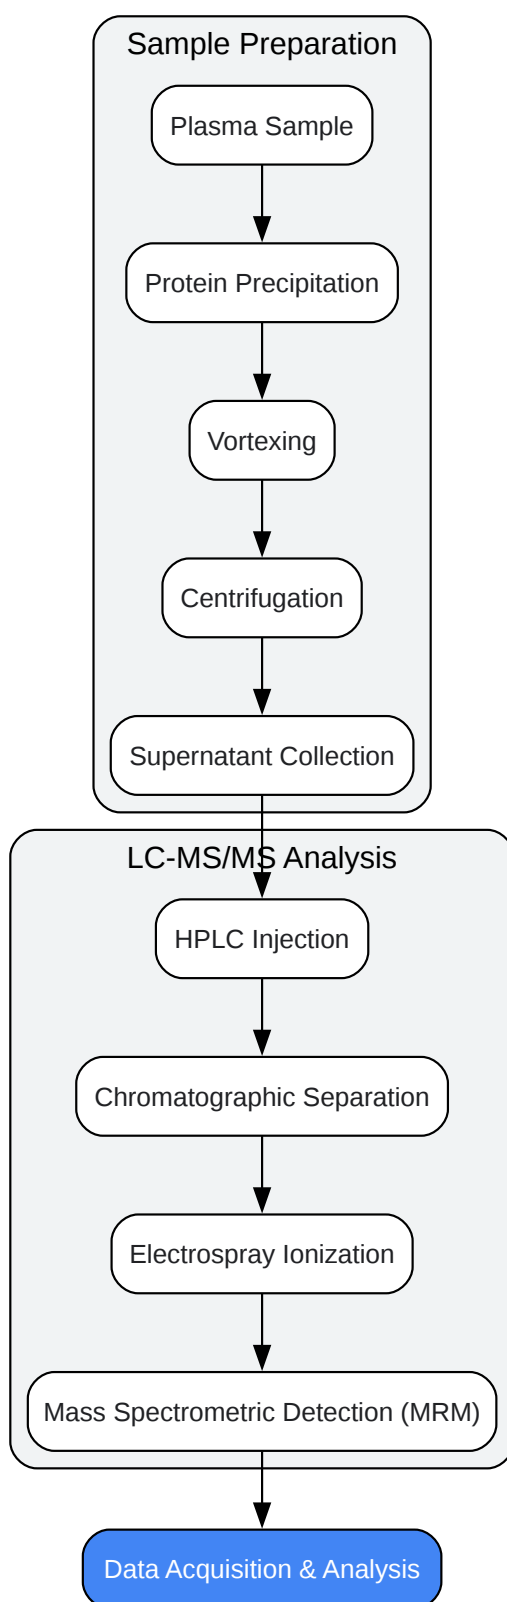 Sample Preparation
Plasma Sample
Protein Precipitation
Vortexing
Centrifugation
Supernatant Collection
LC-MS/MS Analysis
HPLC Injection
Chromatographic Separation
Electrospray Ionization
Mass Spectrometric Detection (MRM)
Data Acquisition & Analysis